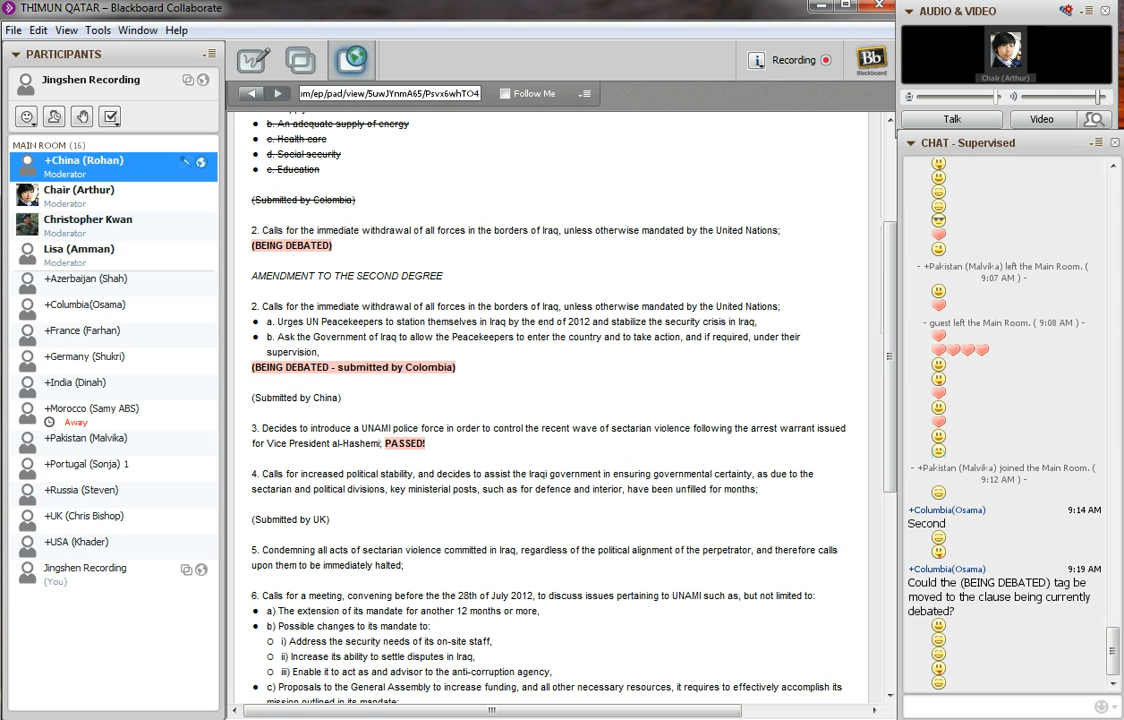 THIMUN QATAR – Blackboard Collaborate
File Edit View Tools Window Help
PARTICIPANTS
Jingshen Recording
MAIN ROOM (16)
+China (Rohan)
Moderator
Chair (Arthur)
Moderator
Christopher Kwan
Moderator
Lisa (Amman)
Moderator
+Azerbaijan (Shah)
+Columbia(Osama)
+France (Farhan)
+Germany (Shukri)
+India (Dinah)
+Morocco (Samy ABS)
Away
+Pakistan (Malvika)
+Portugal (Sonja) 1
+Russia (Steven)
+UK (Chris Bishop)
+USA (Khader)
Jingshen Recording
(You)
Recording
Bb
Blackboard
om/ep/pad/view/5uwJYnmA65/Psvx6whTO4
Follow Me
b. An adequate supply of energy
c. Health care
d. Social security
e. Education
(Submitted by Colombia)
2. Calls for the immediate withdrawal of all forces in the borders of Iraq, unless otherwise mandated by the United Nations;
(BEING DEBATED)
AMENDMENT TO THE SECOND DEGREE
2. Calls for the immediate withdrawal of all forces in the borders of Iraq, unless otherwise mandated by the United Nations;
a. Urges UN Peacekeepers to station themselves in Iraq by the end of 2012 and stabilize the security crisis in Iraq,
b. Ask the Government of Iraq to allow the Peacekeepers to enter the country and to take action, and if required, under their
supervision,
(BEING DEBATED - submitted by Colombia)
(Submitted by China)
3. Decides to introduce a UNAMI police force in order to control the recent wave of sectarian violence following the arrest warrant issued
for Vice President al-Hashemi; PASSED!
4. Calls for increased political stability, and decides to assist the Iraqi government in ensuring governmental certainty, as due to the
sectarian and political divisions, key ministerial posts, such as for defence and interior, have been unfilled for months;
(Submitted by UK)
5. Condemning all acts of sectarian violence committed in Iraq, regardless of the political alignment of the perpetrator, and therefore calls
upon them to be immediately halted;
6. Calls for a meeting, convening before the the 28th of July 2012, to discuss issues pertaining to UNAMI such as, but not limited to:
a) The extension of its mandate for another 12 months or more,
b) Possible changes to its mandate to:
i) Address the security needs of its on-site staff,
ii) Increase its ability to settle disputes in Iraq,
iii) Enable it to act as and advisor to the anti-corruption agency,
c) Proposals to the General Assembly to increase funding, and all other necessary resources, it requires to effectively accomplish its
mission outlined in its mandate;
AUDIO & VIDEO
Chair (Arthur)
Talk Video
CHAT - Supervised
- +Pakistan (Malvika) left the Main Room. (
9:07 AM ) -
- guest left the Main Room. ( 9:08 AM ) -
- +Pakistan (Malvika) joined the Main Room. (
9:12 AM ) -
+Columbia(Osama) 9:14 AM
Second
+Columbia(Osama) 9:19 AM
Could the (BEING DEBATED) tag be
moved to the clause being currently
debated?